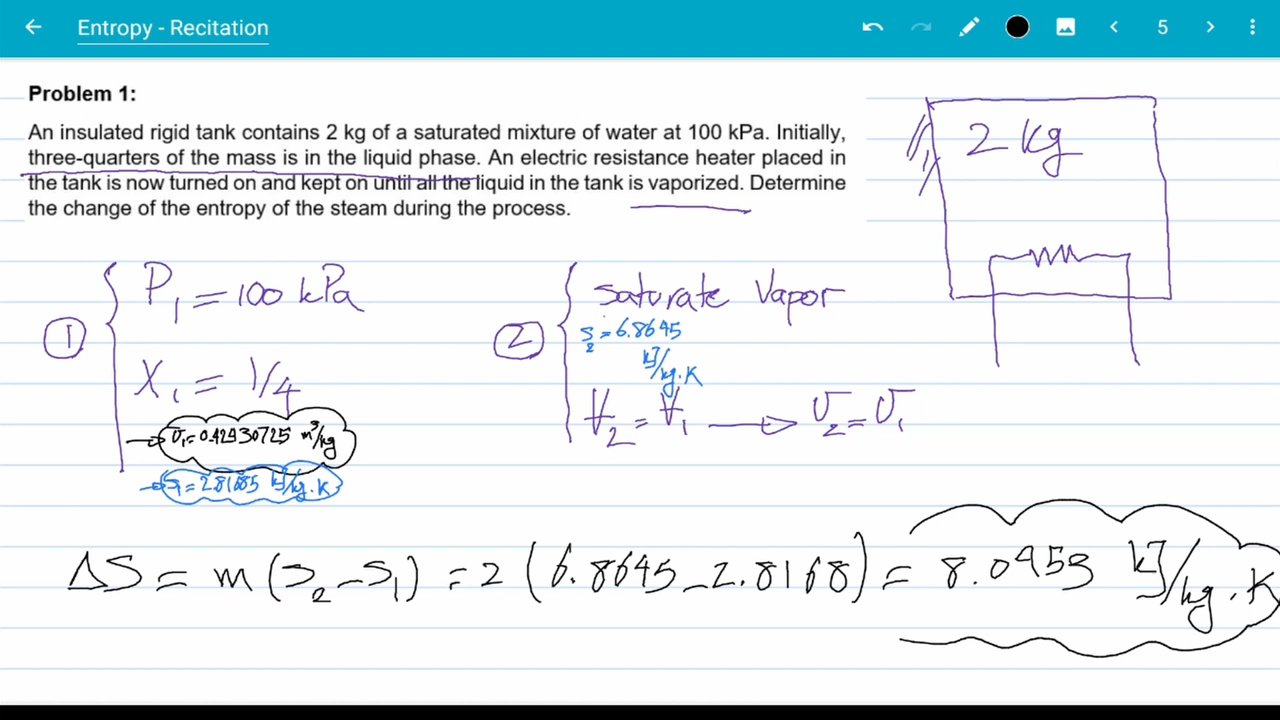 Entropy - Recitation
5
Problem 1:
An insulated rigid tank contains 2 kg of a saturated mixture of water at 100 kPa. Initially,
three-quarters of the mass is in the liquid phase. An electric resistance heater placed in
the tank is now turned on and kept on until all the liquid in the tank is vaporized. Determine
the change of the entropy of the steam during the process.
2 kg
① P₁ = 100 kPa
X₁ = 1/4
→ v₁ = 0.42930725 m³/kg
→ s₁ = 2.81685 kJ/kg.K
② saturate Vapor
s₂ = 6.8645
kJ/kg.K
V₂ = V₁ → v₂ = v₁
ΔS = m (s₂ - s₁) = 2 (6.8645 - 2.8168) = 8.0953 kJ/kg.K